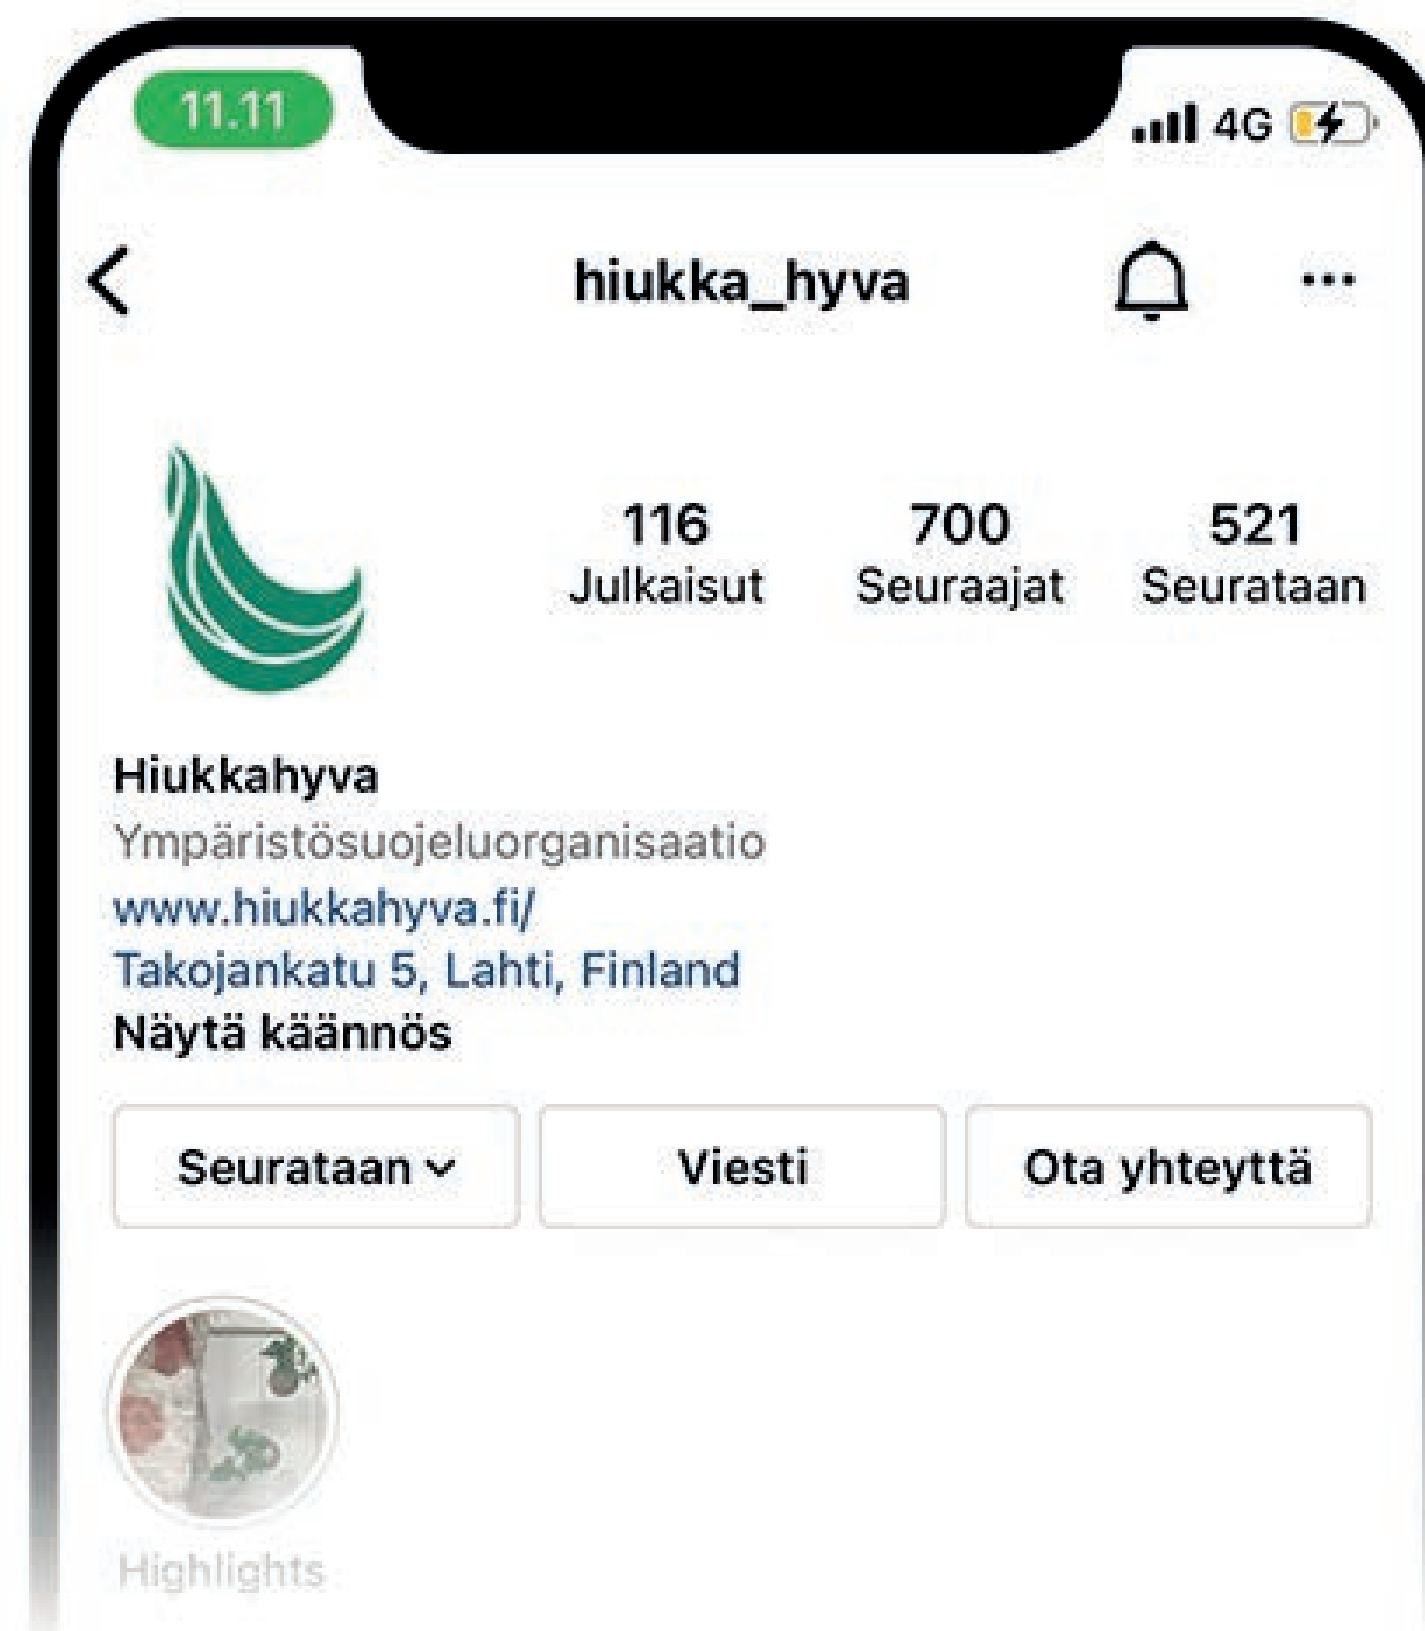 11.11 4G
hiukka_hyva
116 700 521
Julkaisut Seuraajat Seurataan
Hiukkahyva
Ympäristösuojeluorganisaatio
www.hiukkahyva.fi/
Takojankatu 5, Lahti, Finland
Näytä käännös
Seurataan Viesti Ota yhteyttä
Highlights